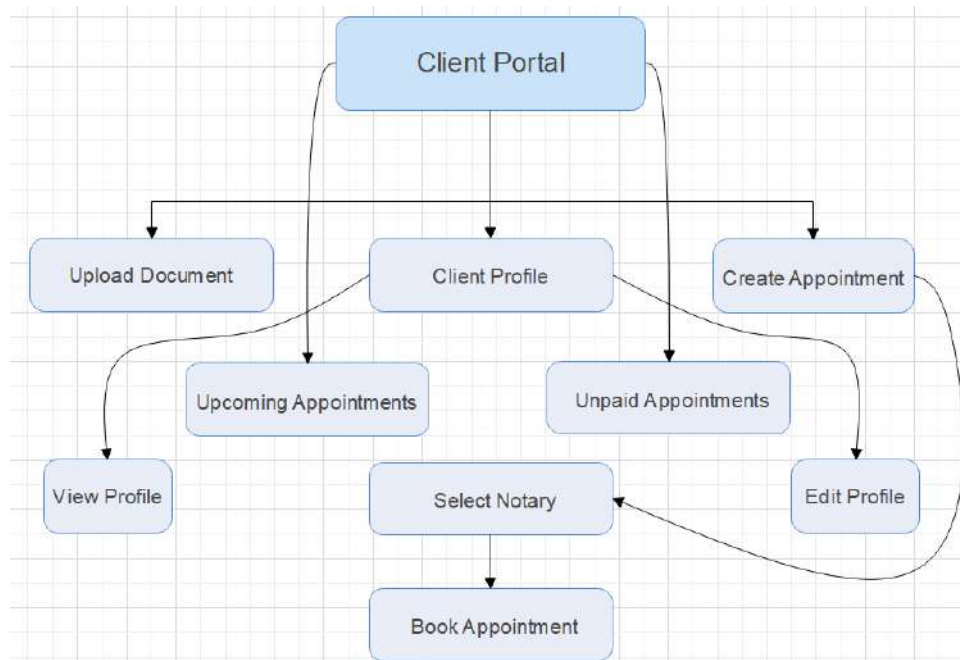 Client Portal
Upload Document
Client Profile
Create Appointment
Upcoming Appointments
Unpaid Appointments
View Profile
Select Notary
Edit Profile
Book Appointment